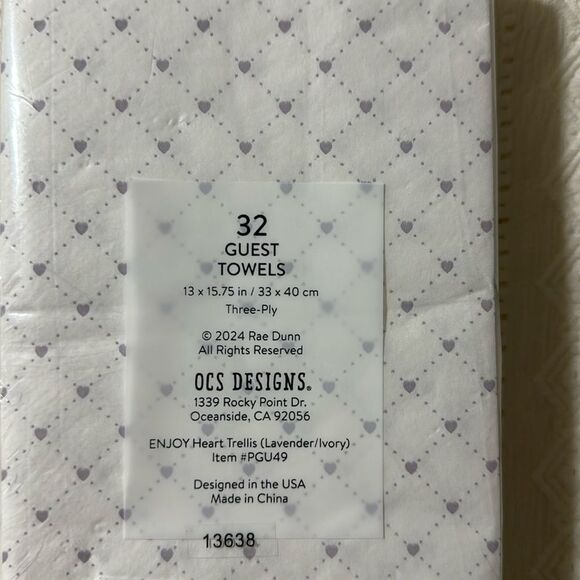 32
GUEST
TOWELS
13 x 15.75 in / 33 x 40 cm
Three-Ply
© 2024 Rae Dunn
All Rights Reserved
OCS DESIGNS®
1339 Rocky Point Dr.
Oceanside, CA 92056
ENJOY Heart Trellis (Lavender/Ivory)
Item #PGU49
Designed in the USA
Made in China
13638